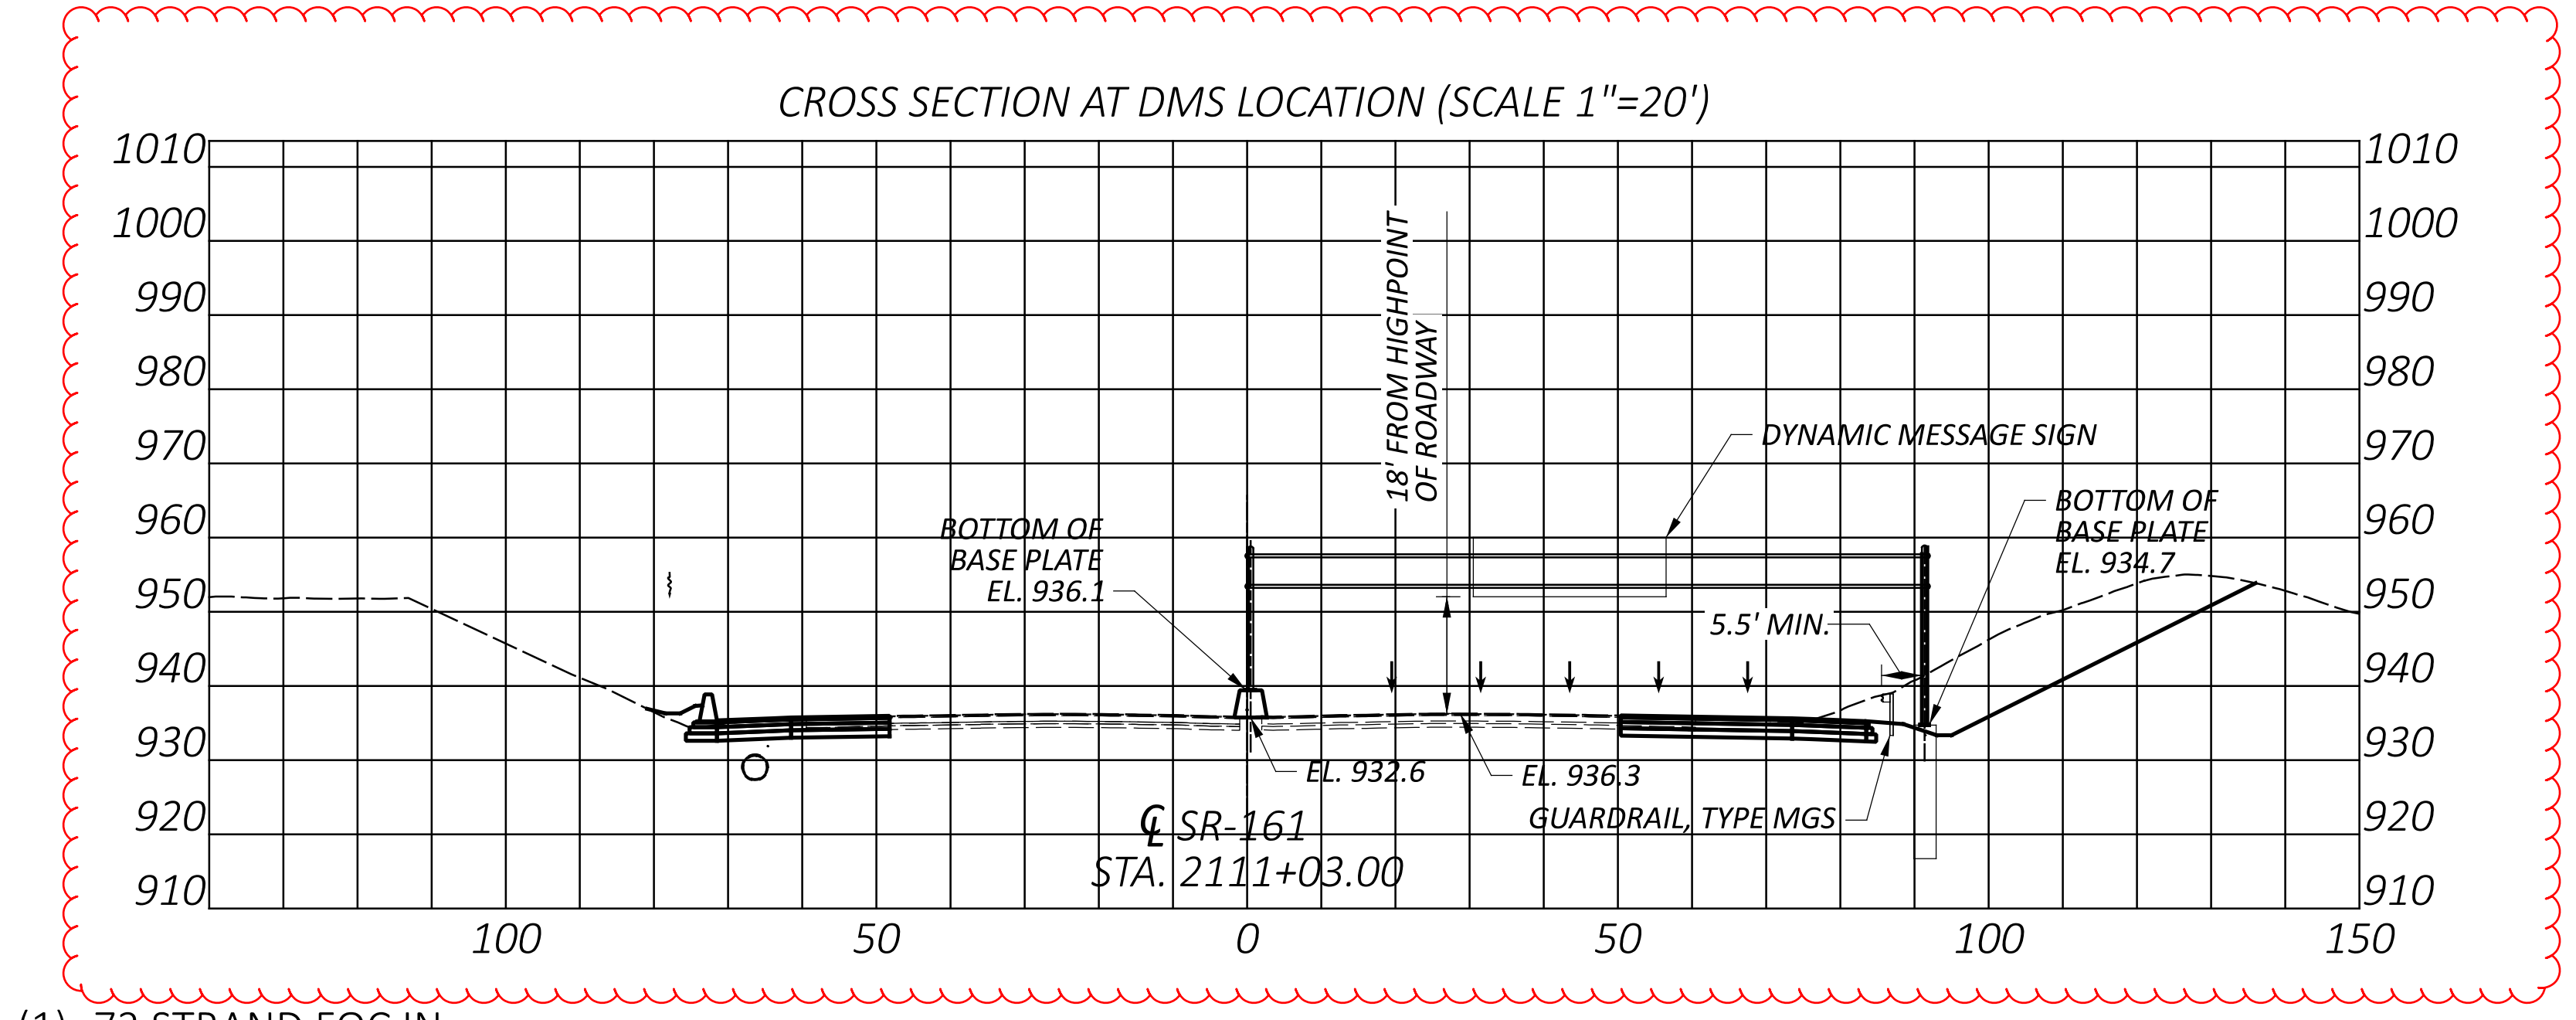 CROSS SECTION AT DMS LOCATION (SCALE 1"=20')
1010 1010
1000 1000
990 990
980 980
970 970
960 960
950 950
940 940
930 930
920 920
910 910
18' FROM HIGHPOINT
OF ROADWAY
DYNAMIC MESSAGE SIGN
BOTTOM OF
BASE PLATE
EL. 936.1
BOTTOM OF
BASE PLATE
EL. 934.7
5.5' MIN.
EL. 932.6
EL. 936.3
GUARDRAIL, TYPE MGS
℄ SR-161
STA. 2111+03.00
100 50 0 50 100 150